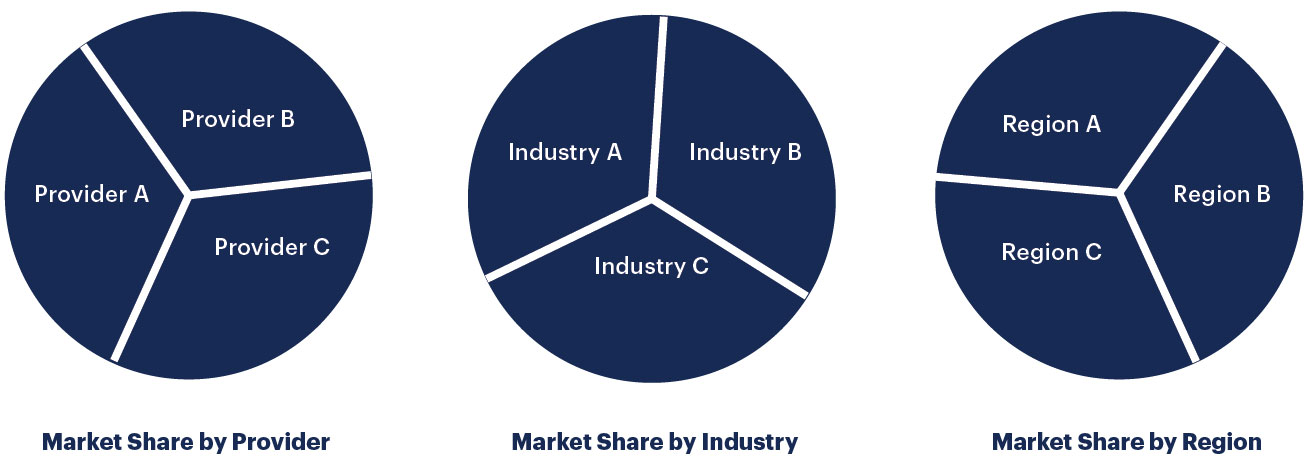 Provider A
Provider B
Provider C
Market Share by Provider
Industry A
Industry B
Industry C
Market Share by Industry
Region A
Region B
Region C
Market Share by Region